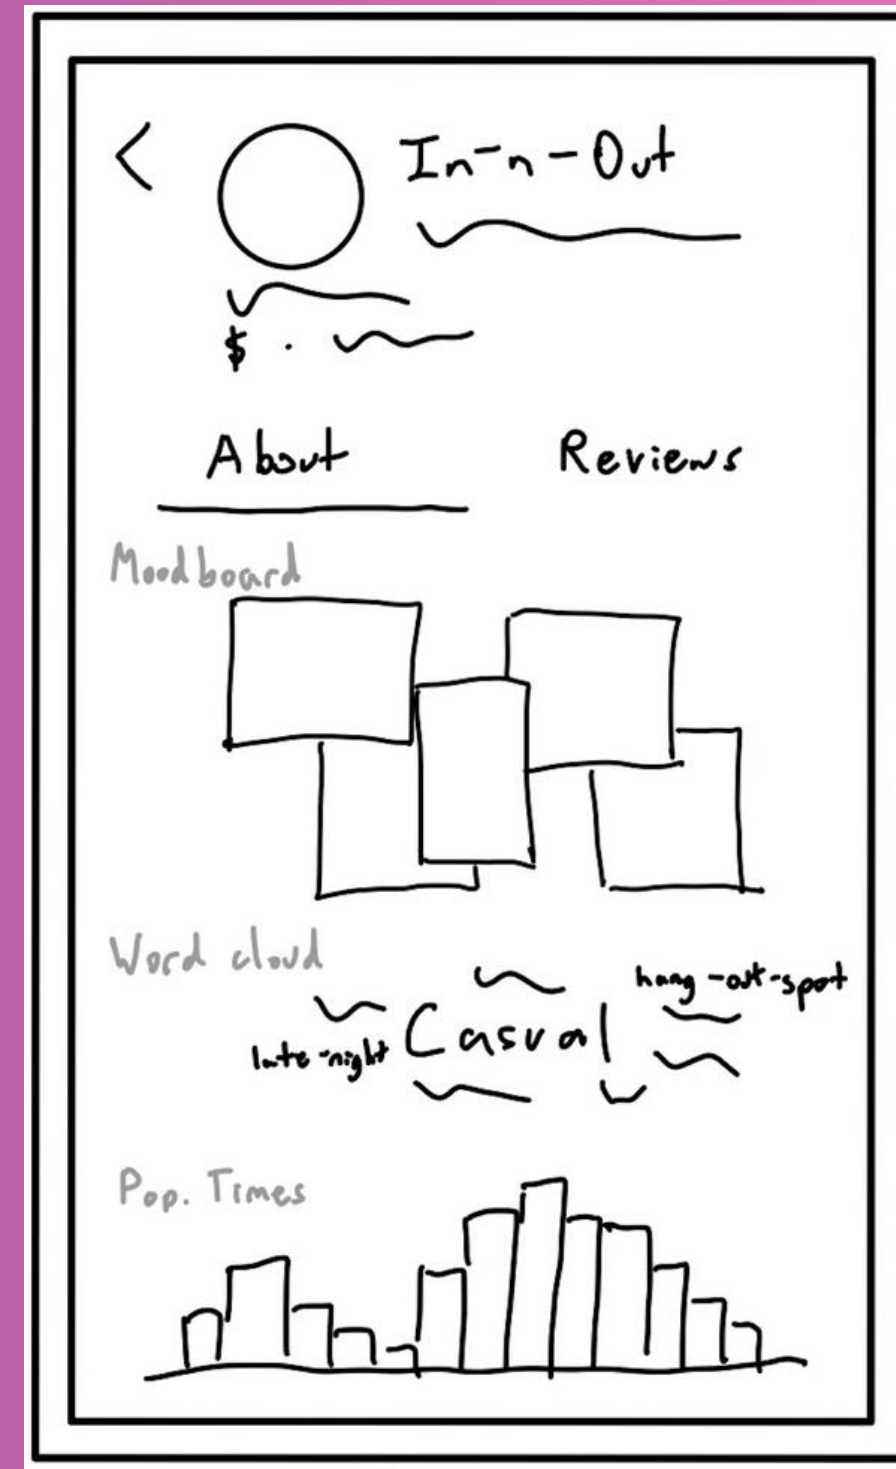 <
In-n-Out
$ .
About Reviews
Moodboard
Word cloud
hang-out-spot
late-night Casual
Pop. Times